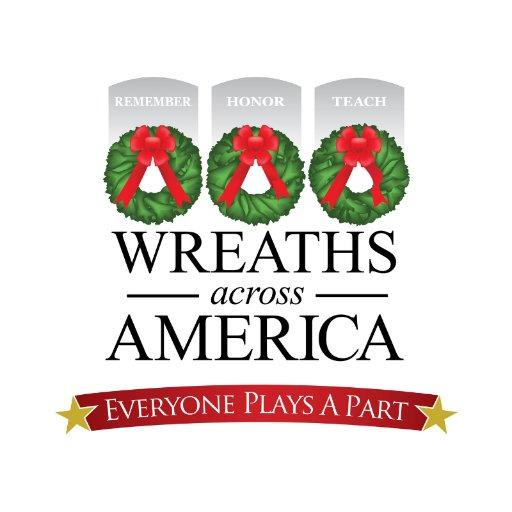 REMEMBER HONOR TEACH
WREATHS
across
AMERICA
EVERYONE PLAYS A PART